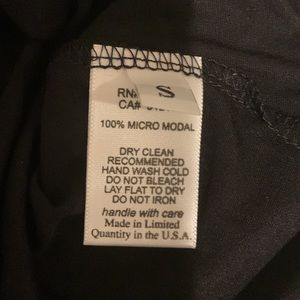 S
RN#
CA#
100% MICRO MODAL
DRY CLEAN
RECOMMENDED
HAND WASH COLD
DO NOT BLEACH
LAY FLAT TO DRY
DO NOT IRON
handle with care
Made in Limited
Quantity in the U.S.A.